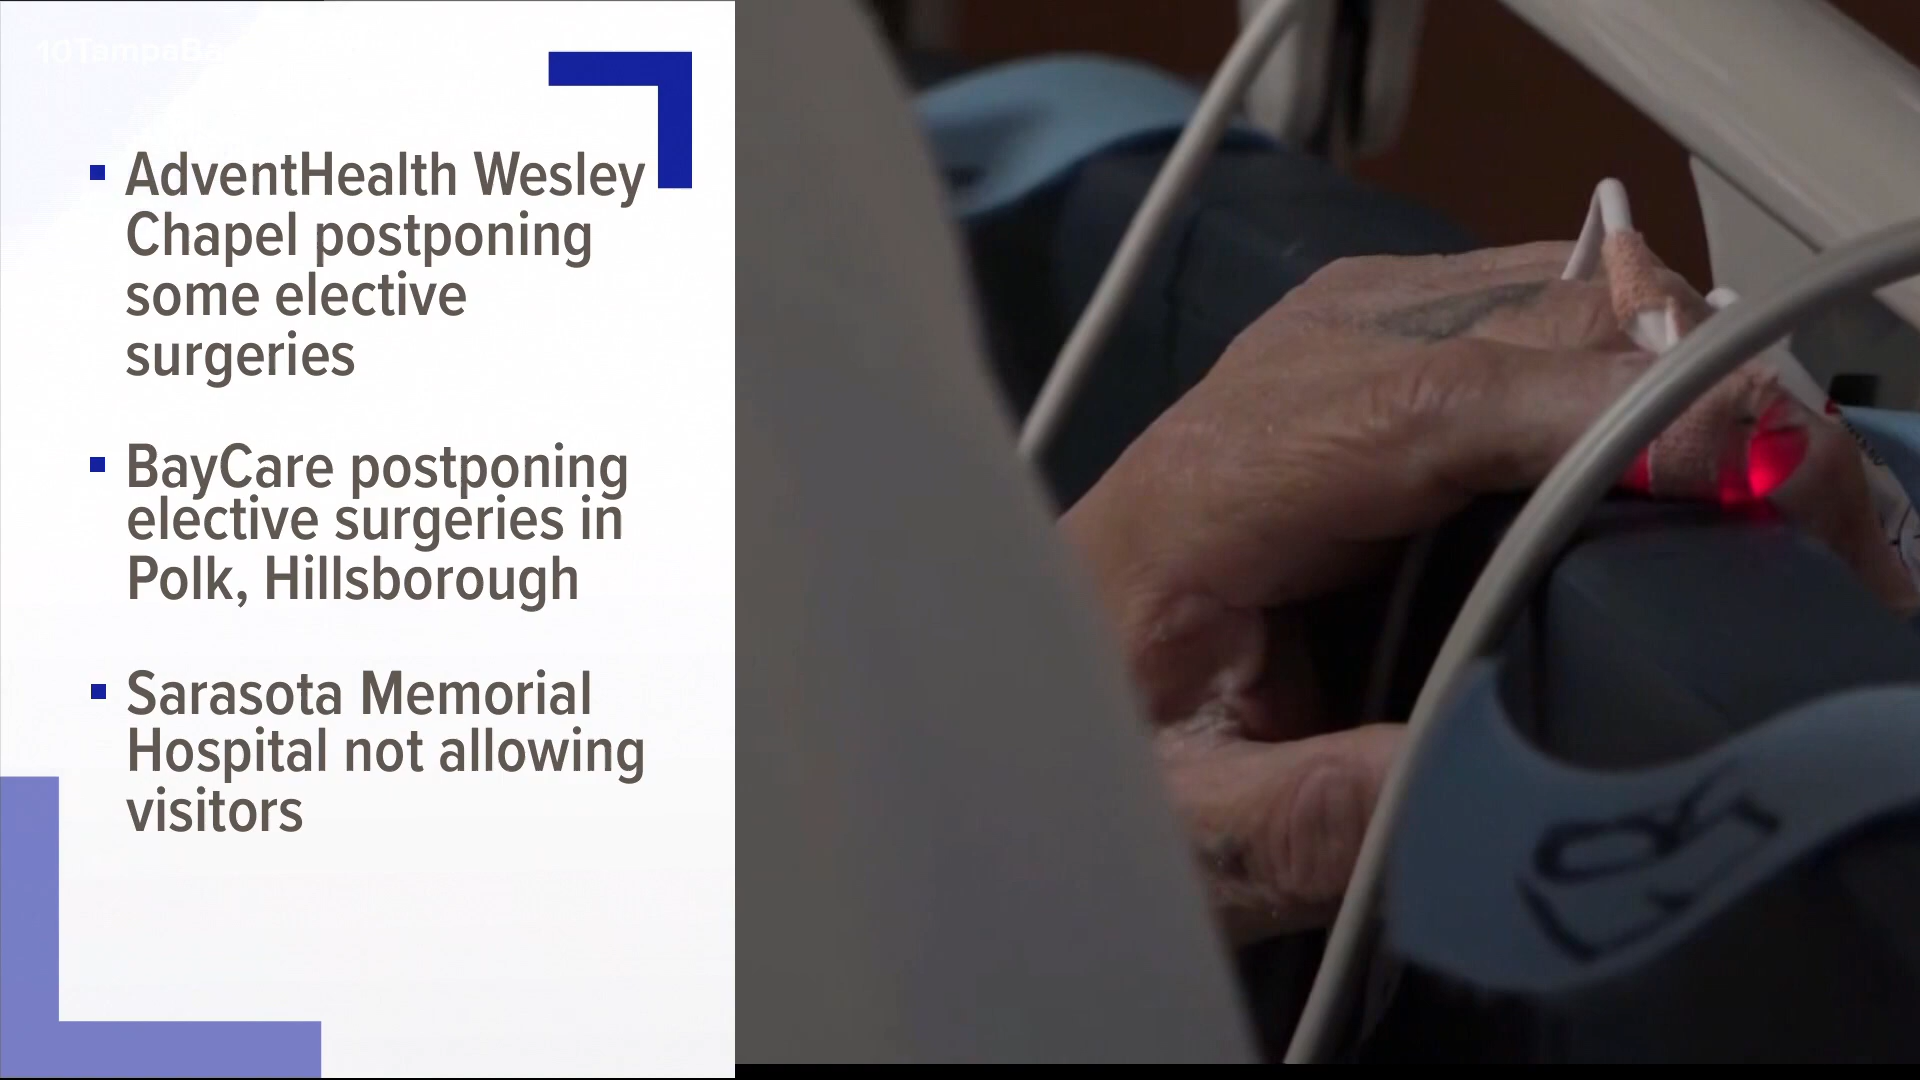 10TampaBa
AdventHealth Wesley
Chapel postponing
some elective
surgeries
BayCare postponing
elective surgeries in
Polk, Hillsborough
Sarasota Memorial
Hospital not allowing
visitors